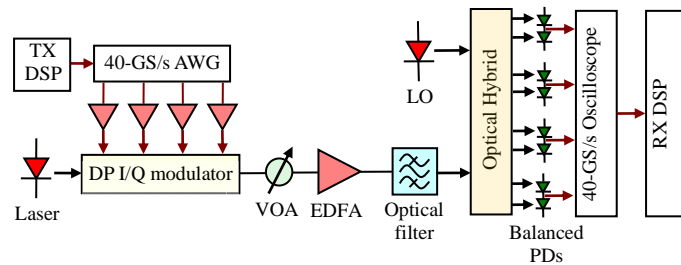 TX
DSP
40-GS/s AWG
DP I/Q modulator
Laser
VOA
EDFA
Optical
filter
LO
Optical Hybrid
Balanced
PDs
40-GS/s Oscilloscope
RX DSP